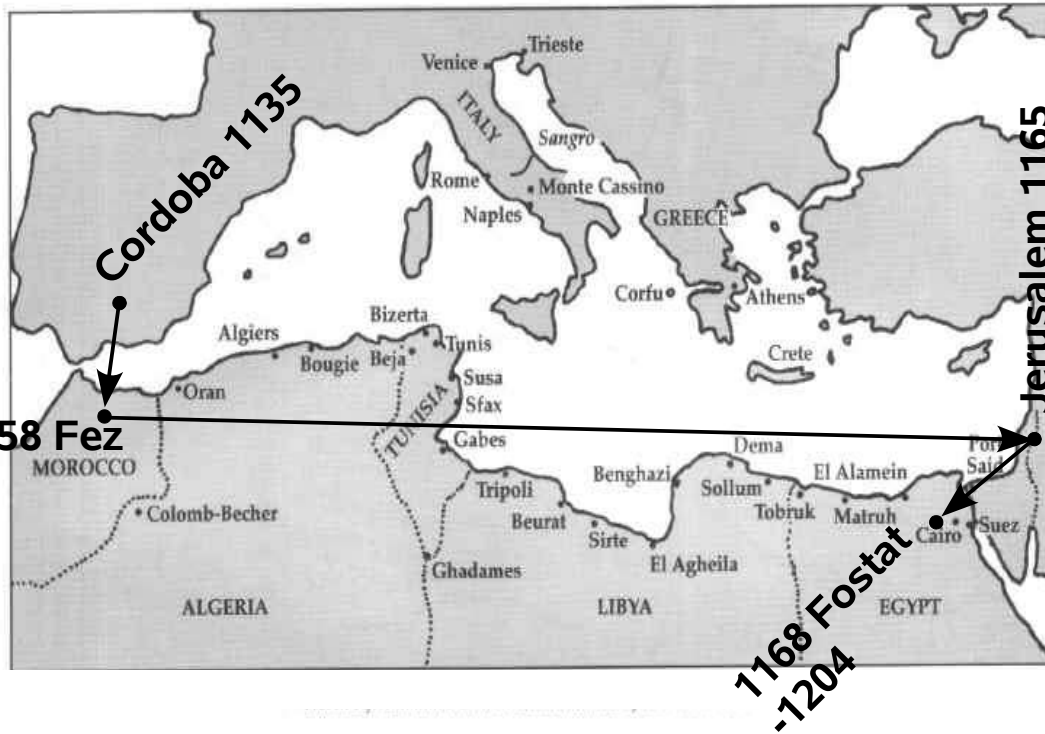 Trieste
Venice
ITALY
Sangro
Cordoba 1135
Jerusalem 1165
Rome
Monte Cassino
Naples
GREECE
Corfu
Athens
Crete
Bizerta
Algiers
Bougie
Beja
Tunis
Oran
Susa
Sfax
TUNISIA
58 Fez
MOROCCO
Gabes
Dema
Port
Said
El Alamein
Benghazi
Tripoli
Sollum
Tobruk
Matruh
Cairo
Suez
Colomb-Becher
Beurat
Sirte
El Agheila
Ghadames
ALGERIA
LIBYA
EGYPT
1168 Fostat
-1204